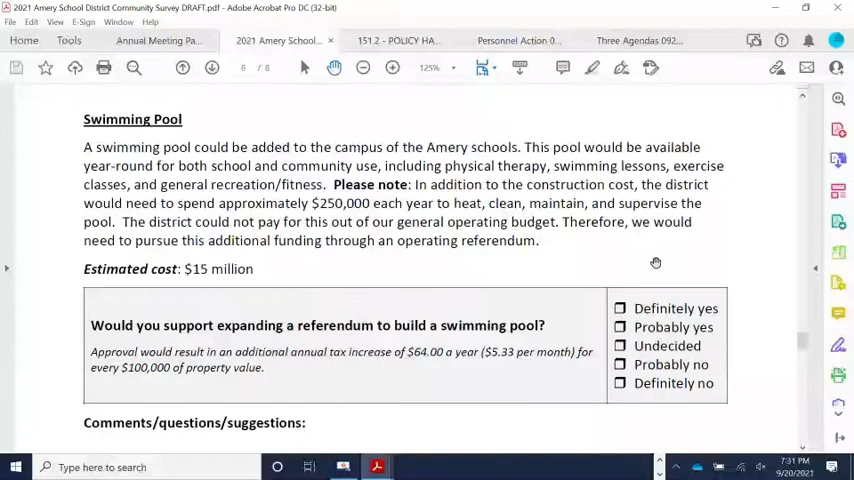 2021 Amery School District Community Survey DRAFT.pdf - Adobe Acrobat Pro DC (32-bit)
File Edit View E-Sign Window Help
Home Tools Annual Meeting Pa... 2021 Amery School... × 151.2 - POLICY HA... Personnel Action 0... Three Agendas 092...
6 / 8 125%
Swimming Pool
A swimming pool could be added to the campus of the Amery schools. This pool would be available
year-round for both school and community use, including physical therapy, swimming lessons, exercise
classes, and general recreation/fitness. Please note: In addition to the construction cost, the district
would need to spend approximately $250,000 each year to heat, clean, maintain, and supervise the
pool. The district could not pay for this out of our general operating budget. Therefore, we would
need to pursue this additional funding through an operating referendum.
Estimated cost: $15 million
Would you support expanding a referendum to build a swimming pool?
Approval would result in an additional annual tax increase of $64.00 a year ($5.33 per month) for
every $100,000 of property value.
Definitely yes
Probably yes
Undecided
Probably no
Definitely no
Comments/questions/suggestions:
Type here to search
7:31 PM
9/20/2021